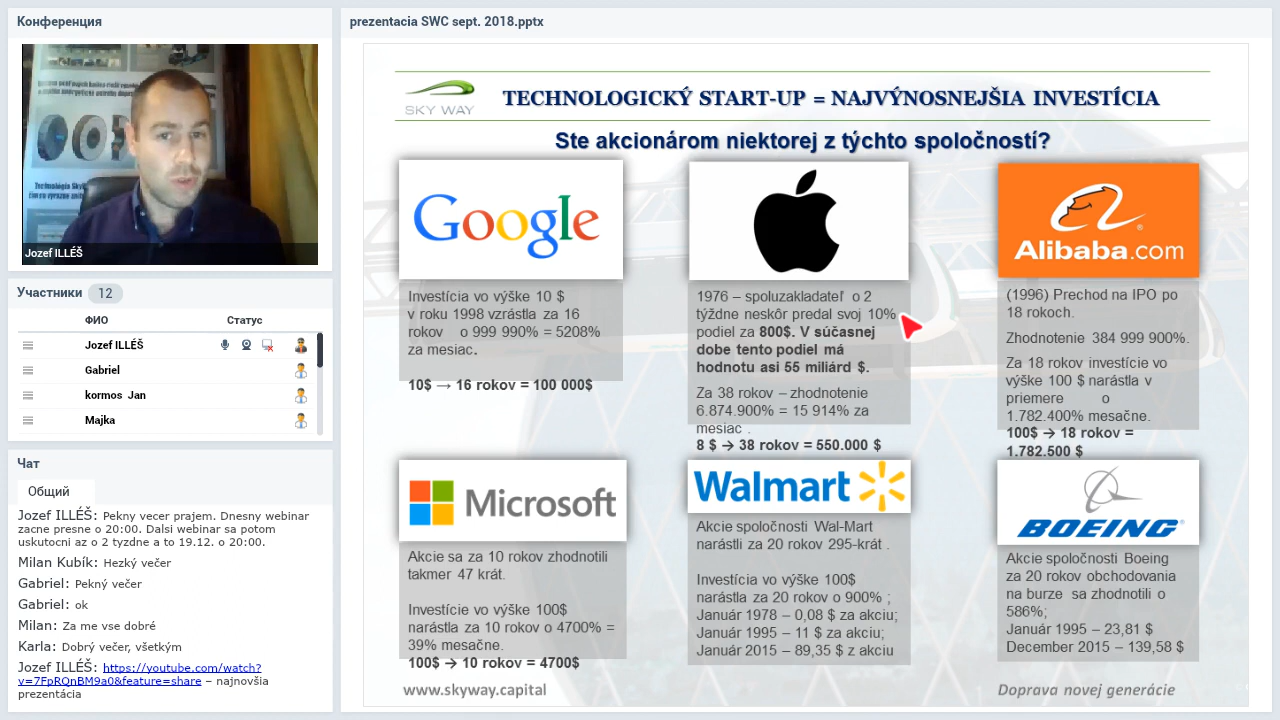 Конференция
Jozef ILLÉŠ
Участники 12
ФИО Статус
Jozef ILLÉŠ
Gabriel
kormos Jan
Majka
Чат
Общий
Jozef ILLÉŠ: Pekny vecer prajem. Dnesny webinar
zacne presne o 20:00. Dalsi webinar sa potom
uskutocni az o 2 tyzdne a to 19.12. o 20:00.
Milan Kubík: Hezký večer
Gabriel: Pekný večer
Gabriel: ok
Milan: Za me vse dobré
Karla: Dobrý večer, všetkým
Jozef ILLÉŠ: https://youtube.com/watch?
v=7FpRQnBM9a0&feature=share – najnovšia
prezentácia
prezentacia SWC sept. 2018.pptx
SKY WAY
TECHNOLOGICKÝ START-UP = NAJVÝNOSNEJŠIA INVESTÍCIA
Ste akcionárom niektorej z týchto spoločností?
Google
Investícia vo výške 10 $
v roku 1998 vzrástla za 16
rokov o 999 990% = 5208%
za mesiac.
10$ → 16 rokov = 100 000$
1976 – spoluzakladateľ o 2
týždne neskôr predal svoj 10%
podiel za 800$. V súčasnej
dobe tento podiel má
hodnotu asi 55 miliárd $.
Za 38 rokov – zhodnotenie
6.874.900% = 15 914% za
mesiac .
8 $ → 38 rokov = 550.000 $
Alibaba.com
(1996) Prechod na IPO po
18 rokoch.
Zhodnotenie 384 999 900%.
Za 18 rokov investície vo
výške 100 $ narástla v
priemere o
1.782.400% mesačne.
100$ → 18 rokov =
1.782.500 $
Microsoft
Akcie sa za 10 rokov zhodnotili
takmer 47 krát.
Investície vo výške 100$
narástla za 10 rokov o 4700% =
39% mesačne.
100$ → 10 rokov = 4700$
Walmart
Akcie spoločnosti Wal-Mart
narástli za 20 rokov 295-krát .
Investícia vo výške 100$
narástla za 20 rokov o 900% ;
Január 1978 – 0,08 $ za akciu;
Január 1995 – 11 $ za akciu;
Január 2015 – 89,35 $ z akciu
BOEING
Akcie spoločnosti Boeing
za 20 rokov obchodovania
na burze sa zhodnotili o
586%;
Január 1995 – 23,81 $
December 2015 – 139,58 $
www.skyway.capital
Doprava novej generácie